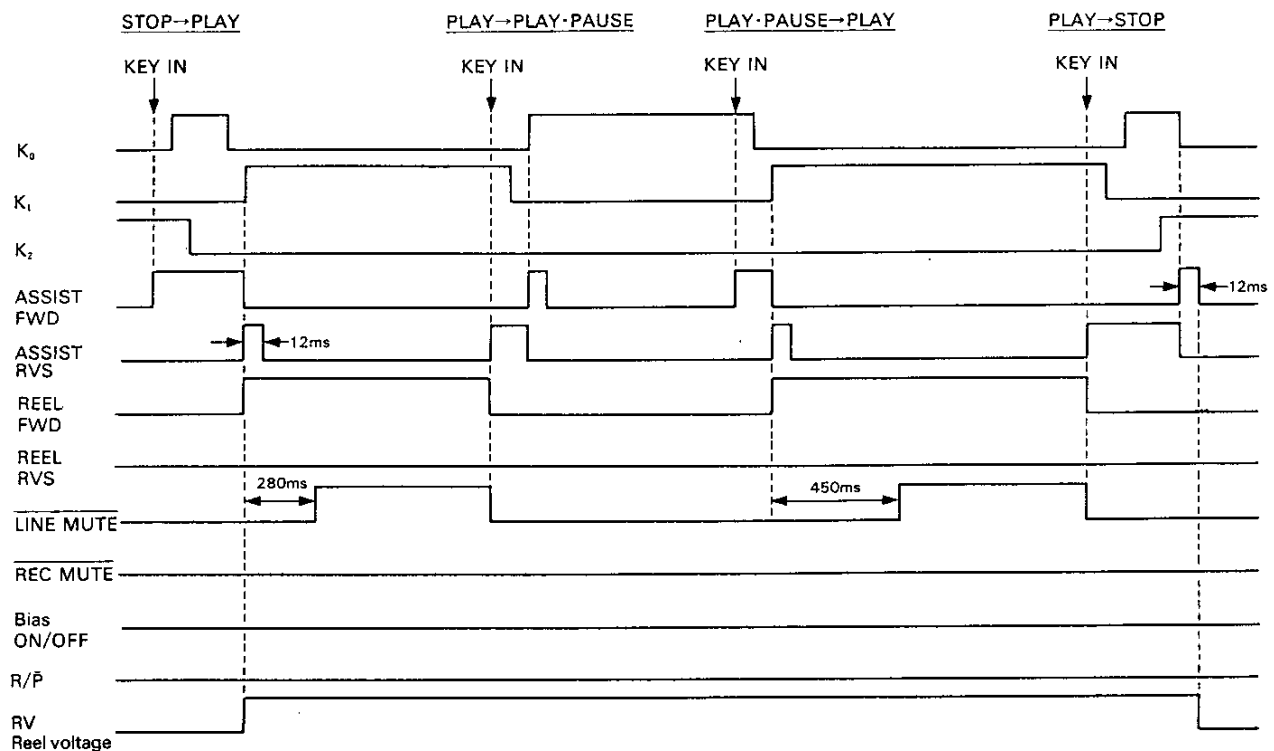 STOP→PLAY
PLAY→PLAY·PAUSE
PLAY·PAUSE→PLAY
PLAY→STOP
KEY IN
KEY IN
KEY IN
KEY IN
K₀
K₁
K₂
ASSIST
FWD
12ms
ASSIST
RVS
12ms
REEL
FWD
REEL
RVS
280ms
450ms
LINE MUTE
REC MUTE
Bias
ON/OFF
R/P̄
RV
Reel voltage